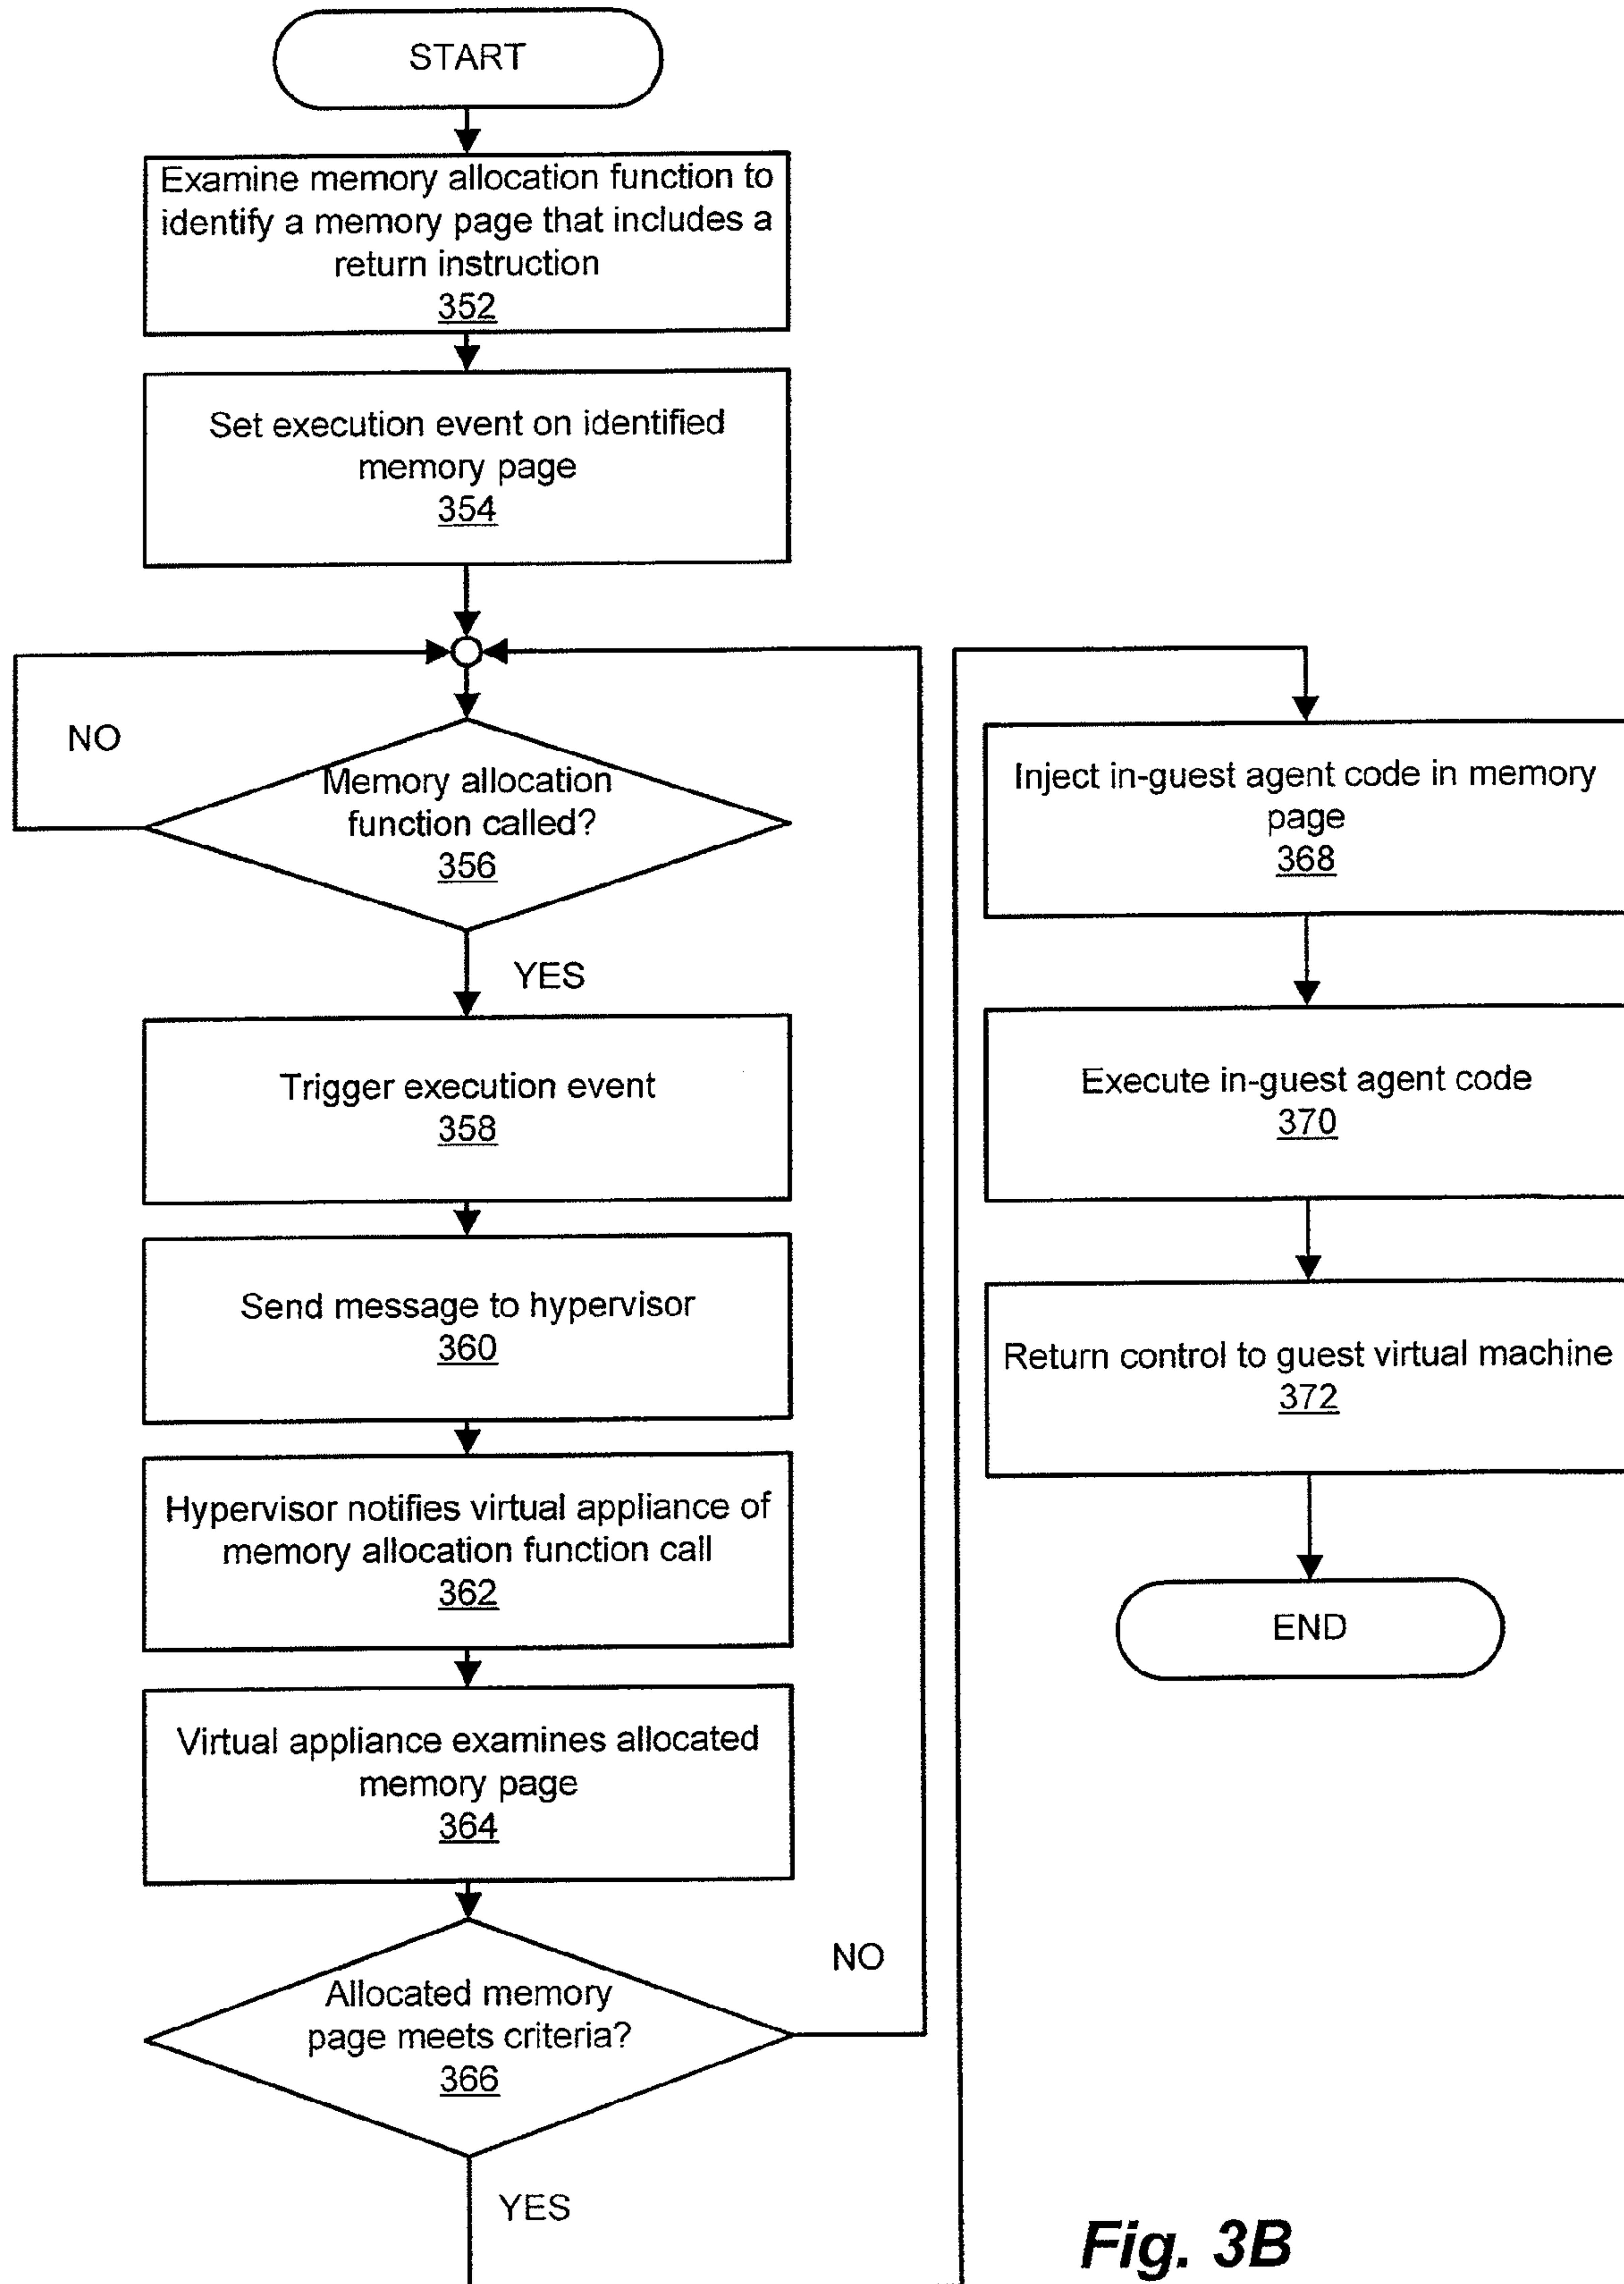 START
Examine memory allocation function to
identify a memory page that includes a
return instruction
352
Set execution event on identified
memory page
354
NO
Memory allocation
function called?
356
YES
Trigger execution event
358
Send message to hypervisor
360
Hypervisor notifies virtual appliance of
memory allocation function call
362
Virtual appliance examines allocated
memory page
364
NO
Allocated memory
page meets criteria?
366
YES
Inject in-guest agent code in memory
page
368
Execute in-guest agent code
370
Return control to guest virtual machine
372
END
Fig. 3B